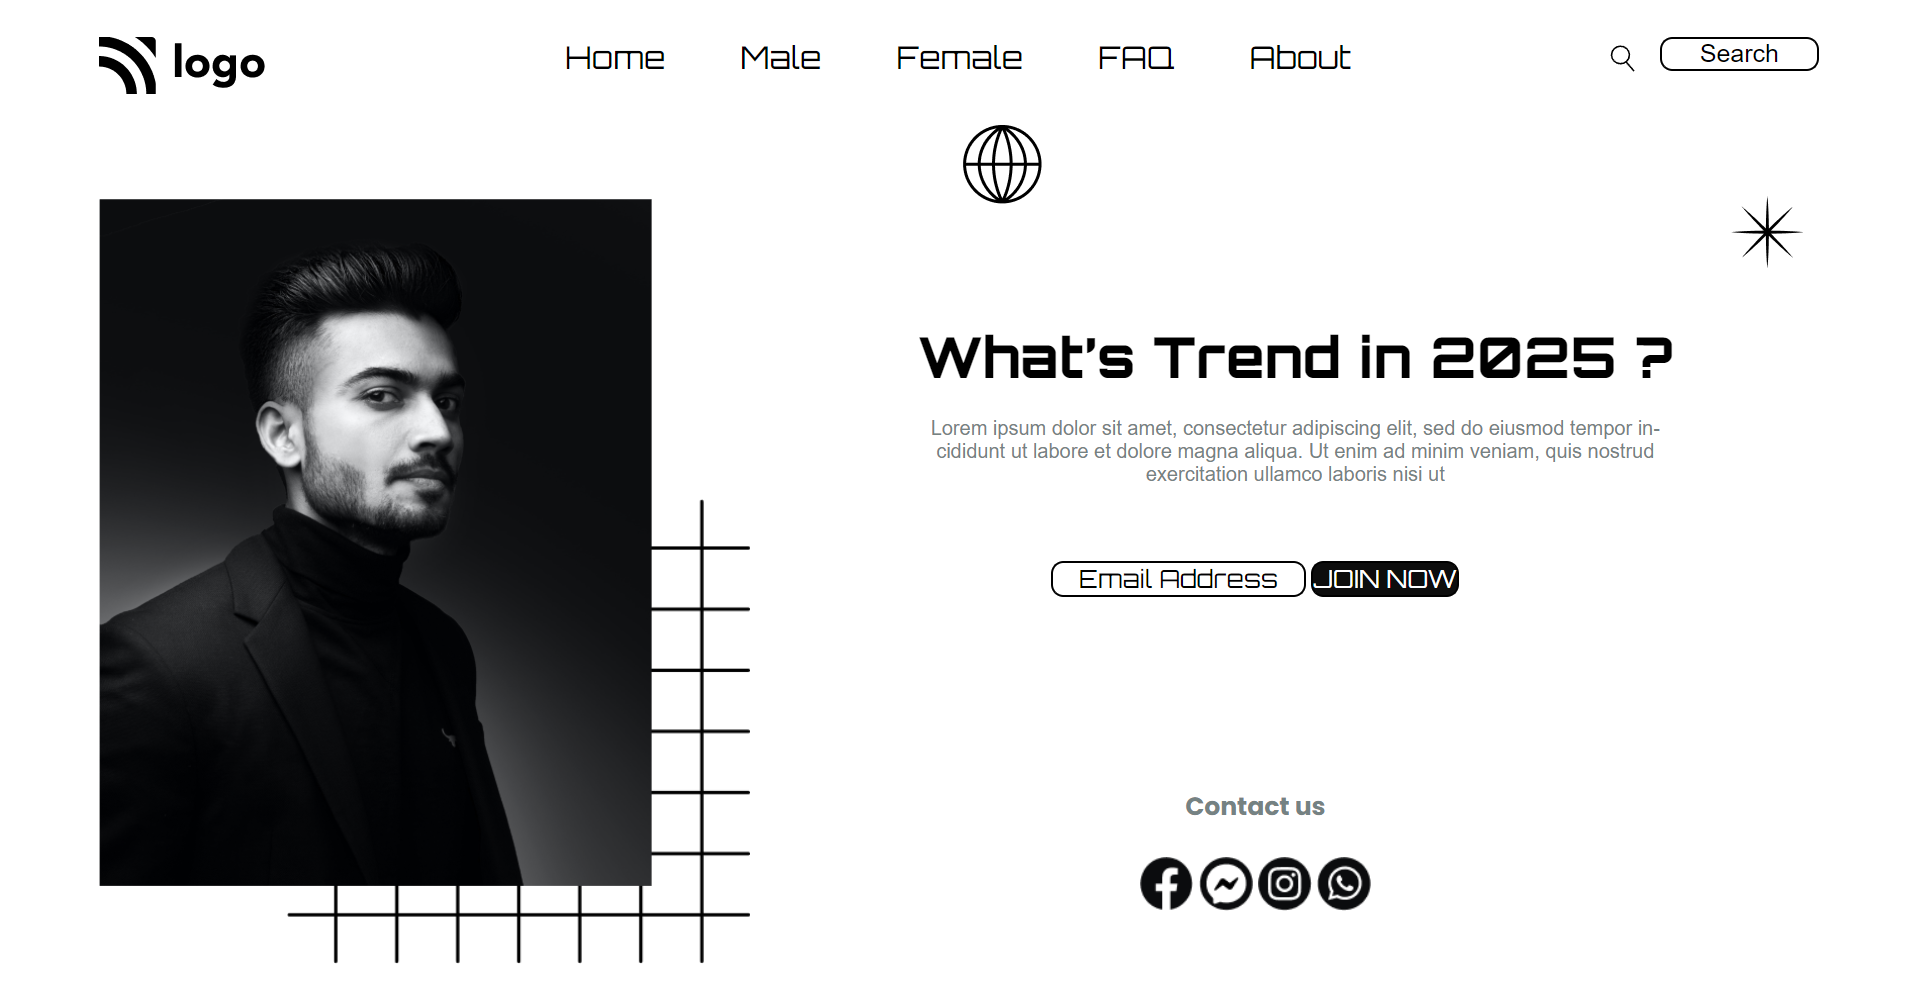 logo
Home Male Female FAQ About
Search
What's Trend in 2025 ?
Lorem ipsum dolor sit amet, consectetur adipiscing elit, sed do eiusmod tempor in-
cididunt ut labore et dolore magna aliqua. Ut enim ad minim veniam, quis nostrud
exercitation ullamco laboris nisi ut
Email Address JOIN NOW
Contact us